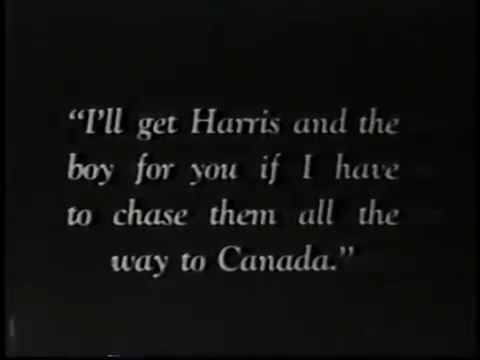 “I'll get Harris and the
boy for you if I have
to chase them all the
way to Canada.”